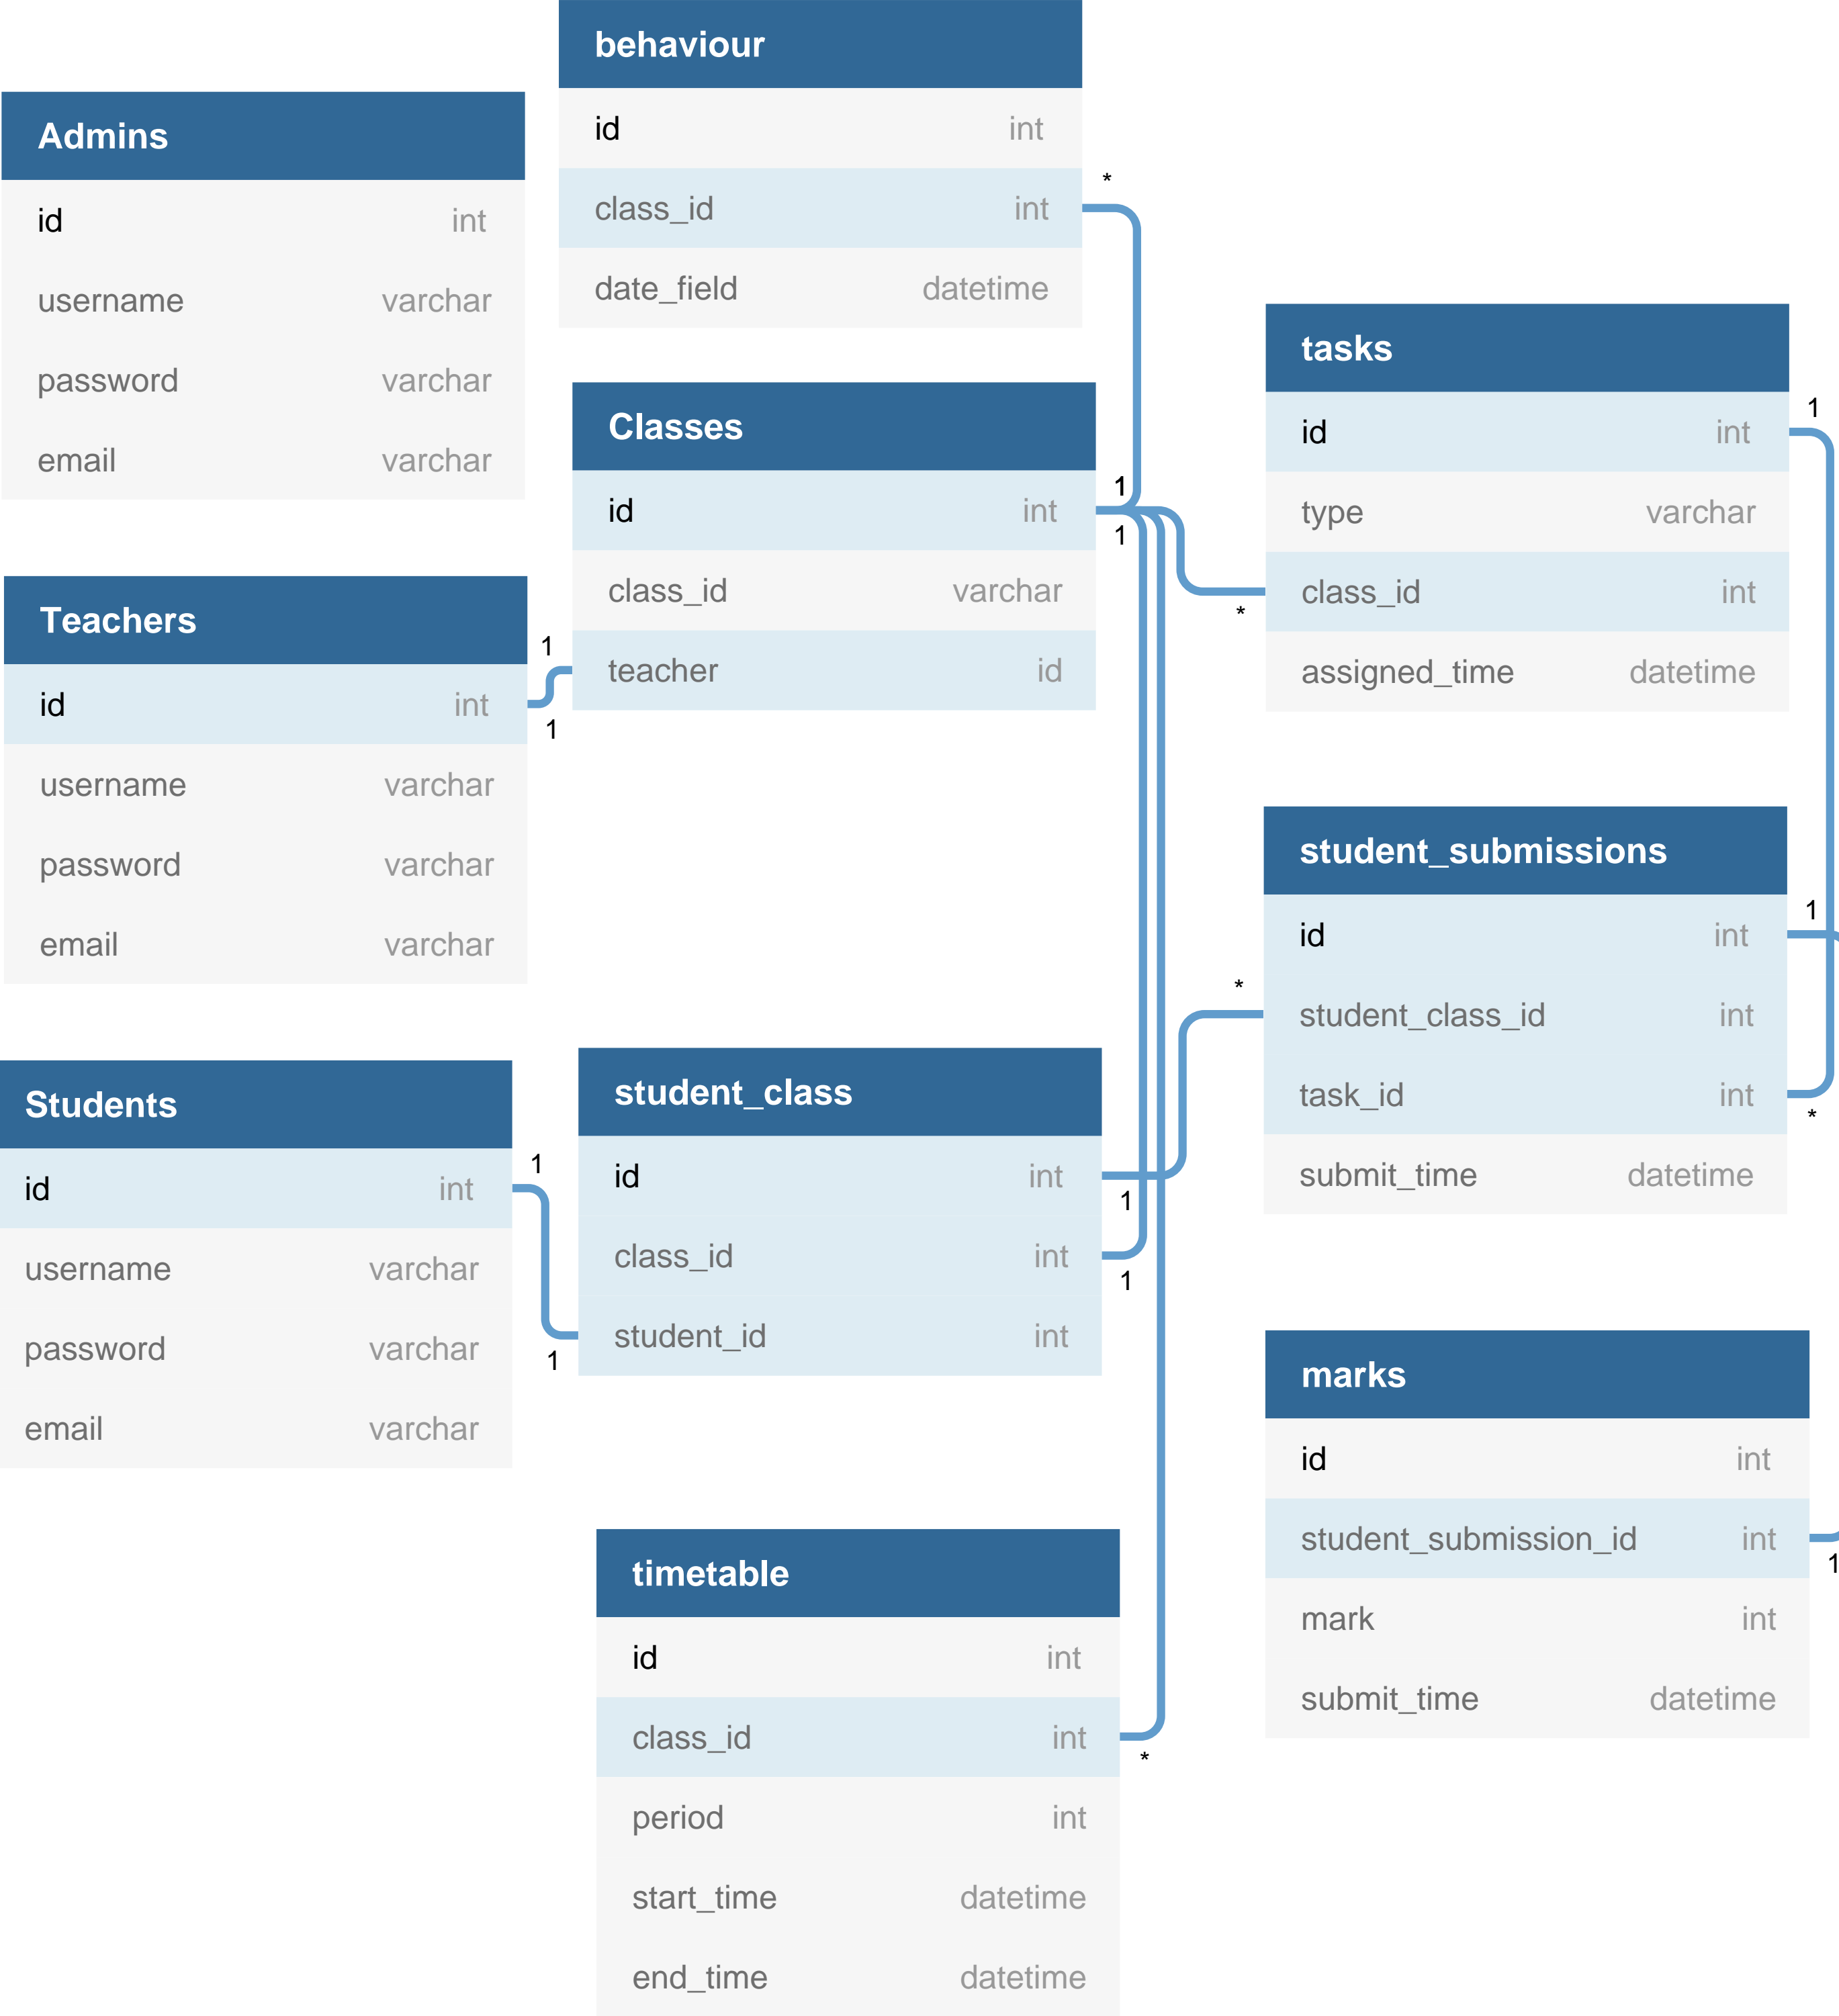 behaviour
id int
class_id int
date_field datetime
*
Admins
id int
username varchar
password varchar
email varchar
Classes
id int
class_id varchar
teacher id
1
1
Teachers
id int
username varchar
password varchar
email varchar
1
1
tasks
id int
type varchar
class_id int
assigned_time datetime
1
*
student_submissions
id int
student_class_id int
task_id int
submit_time datetime
1
*
*
Students
id int
username varchar
password varchar
email varchar
1
1
student_class
id int
class_id int
student_id int
1
1
marks
id int
student_submission_id int
mark int
submit_time datetime
1
timetable
id int
class_id int
period int
start_time datetime
end_time datetime
*